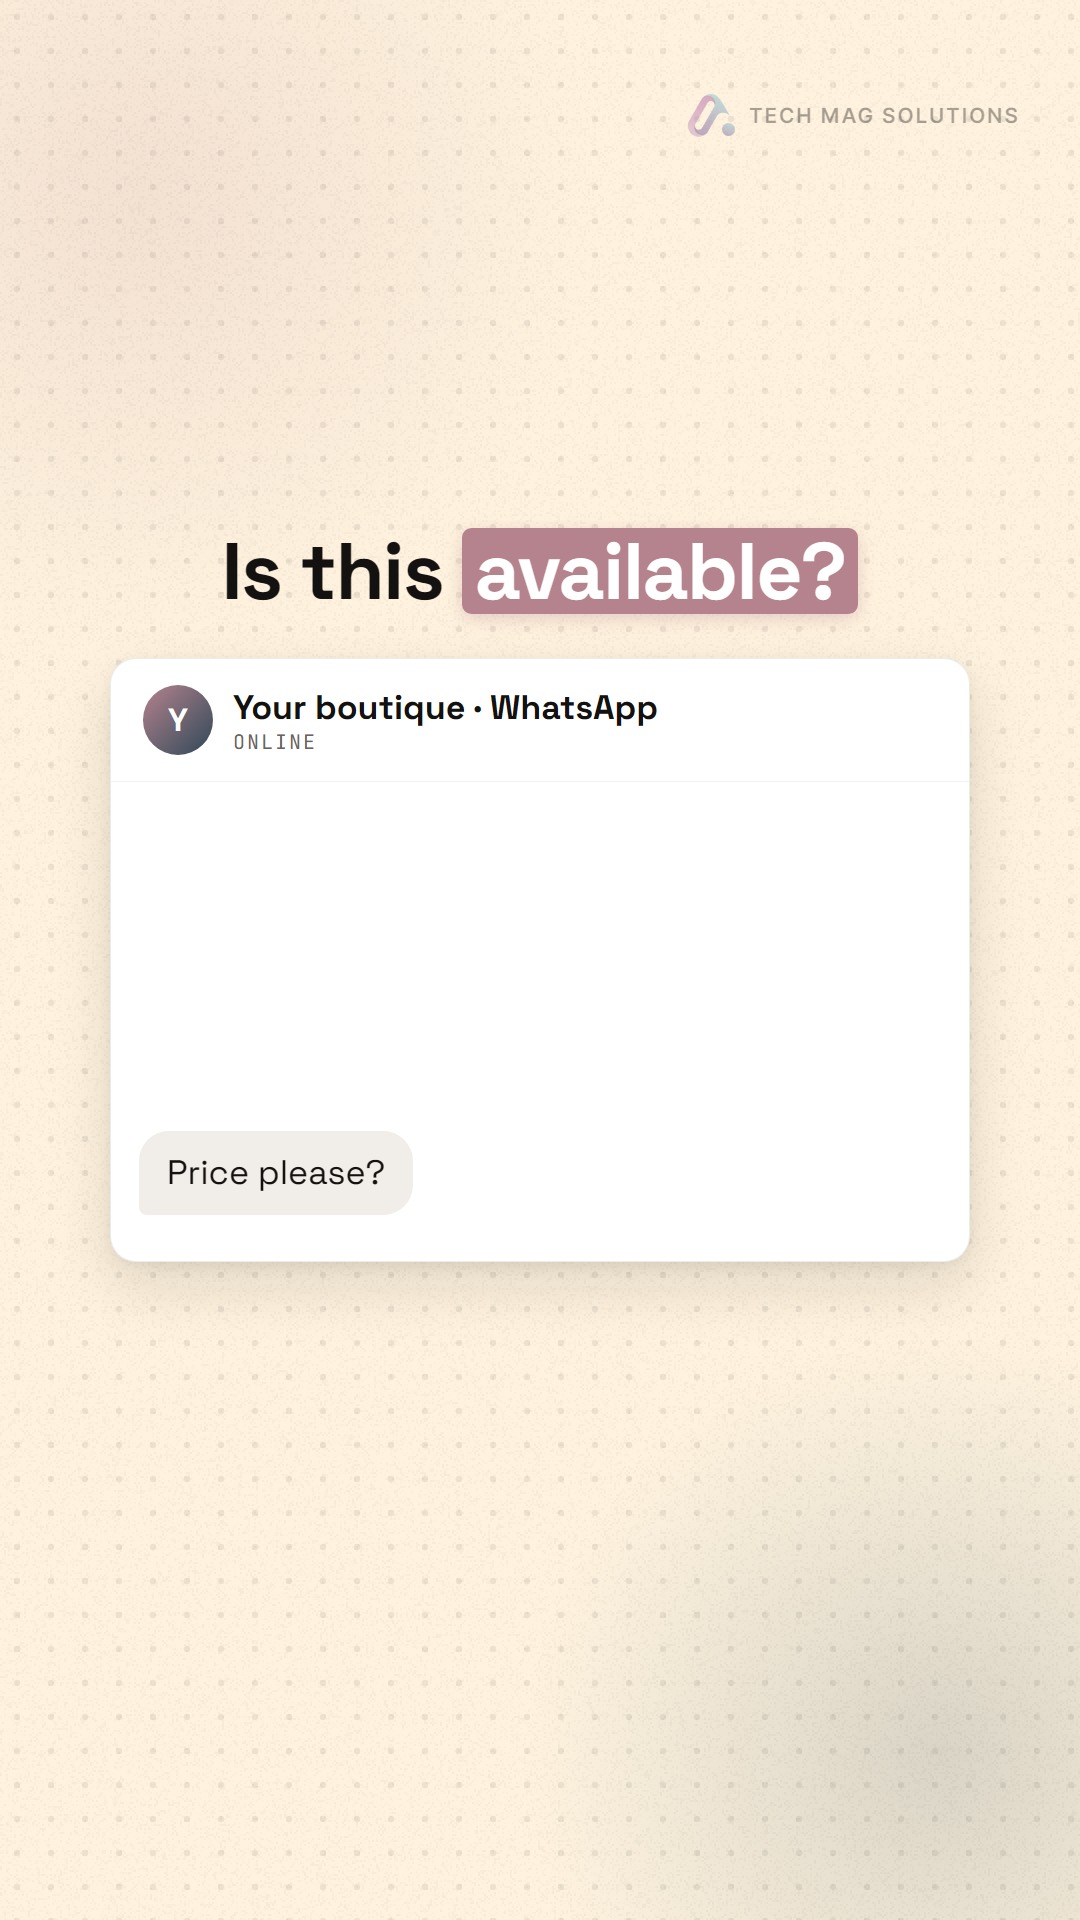 TECH MAG SOLUTIONS
Is this available?
Y
Your boutique · WhatsApp
ONLINE
Price please?